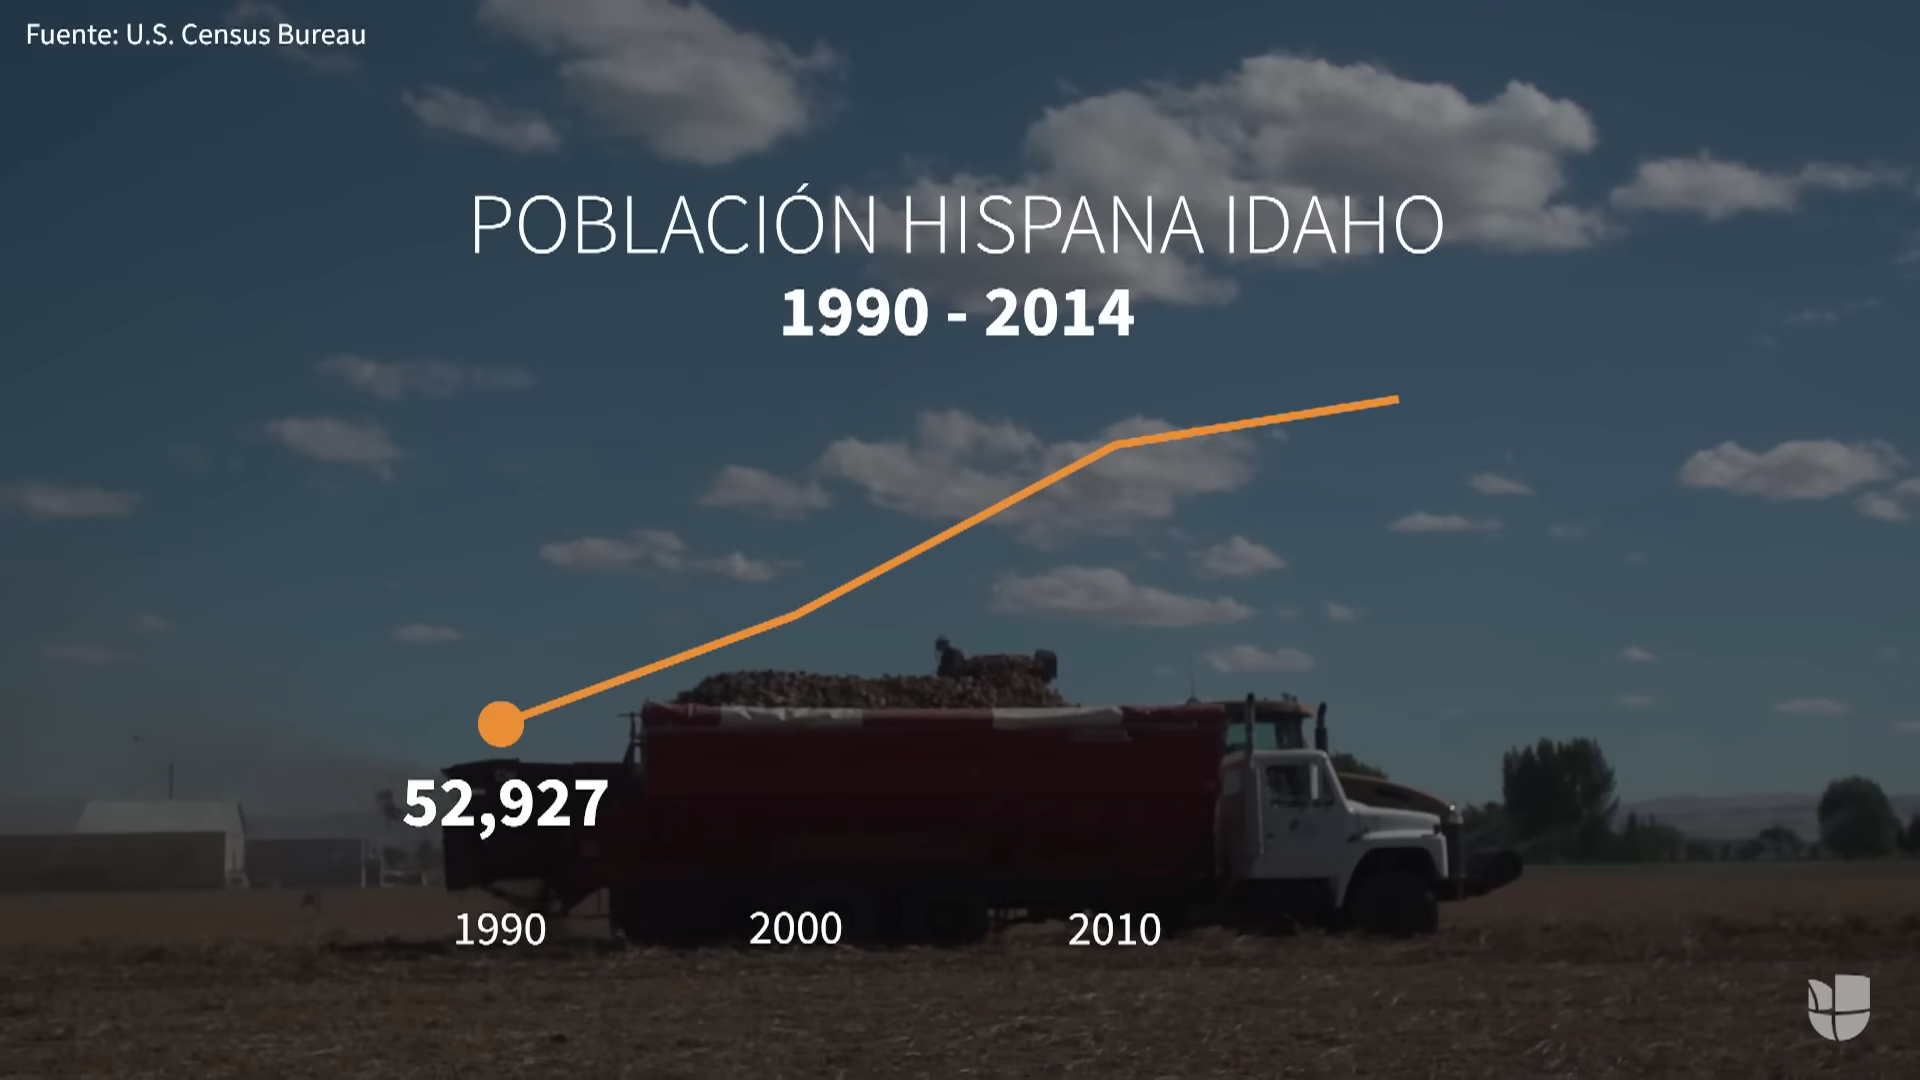 Fuente: U.S. Census Bureau
POBLACIÓN HISPANA IDAHO
1990 - 2014
52,927
1990
2000
2010